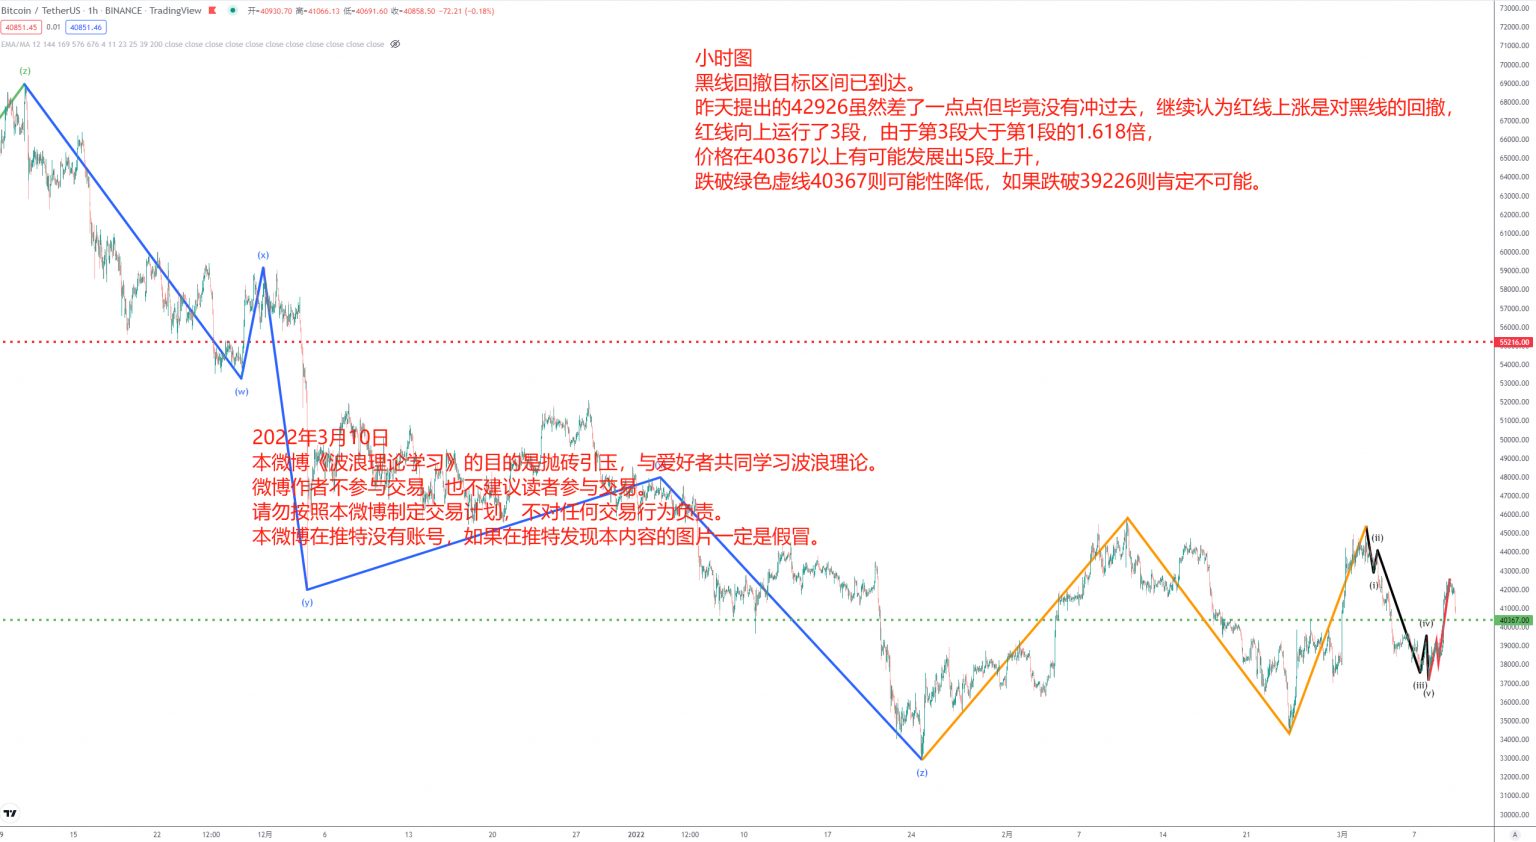 Bitcoin / TetherUS · 1h · BINANCE · TradingView 开=40930.70 高=41066.13 低=40691.60 收=40858.50 −72.21 (−0.18%)
40851.45 0.01 40851.46
EMA/MA 12 144 169 576 676 4 11 23 25 39 200 close close close close close close close close close close close
小时图
黑线回撤目标区间已到达。
昨天提出的42926虽然差了一点点但毕竟没有冲过去，继续认为红线上涨是对黑线的回撤，
红线向上运行了3段，由于第3段大于第1段的1.618倍，
价格在40367以上有可能发展出5段上升，
跌破绿色虚线40367则可能性降低，如果跌破39226则肯定不可能。
(z)
(x)
(w)
2022年3月10日
本微博《波浪理论学习》的目的是抛砖引玉，与爱好者共同学习波浪理论。
微博作者不参与交易，也不建议读者参与交易。
请勿按照本微博制定交易计划，不对任何交易行为负责。
本微博在推特没有账号，如果在推特发现本内容的图片一定是假冒。
(y)
(z)
(ii)
(i)
(iv)
(iii)
(v)
73000.00
72000.00
71000.00
70000.00
69000.00
68000.00
67000.00
66000.00
65000.00
64000.00
63000.00
62000.00
61000.00
60000.00
59000.00
58000.00
57000.00
56000.00
55216.00
54000.00
53000.00
52000.00
51000.00
50000.00
49000.00
48000.00
47000.00
46000.00
45000.00
44000.00
43000.00
42000.00
41000.00
40367.00
39000.00
38000.00
37000.00
36000.00
35000.00
34000.00
33000.00
32000.00
31000.00
30000.00
9 15 22 12:00 12月 6 13 20 27 2022 12:00 10 17 24 2月 7 14 21 3月 7 A